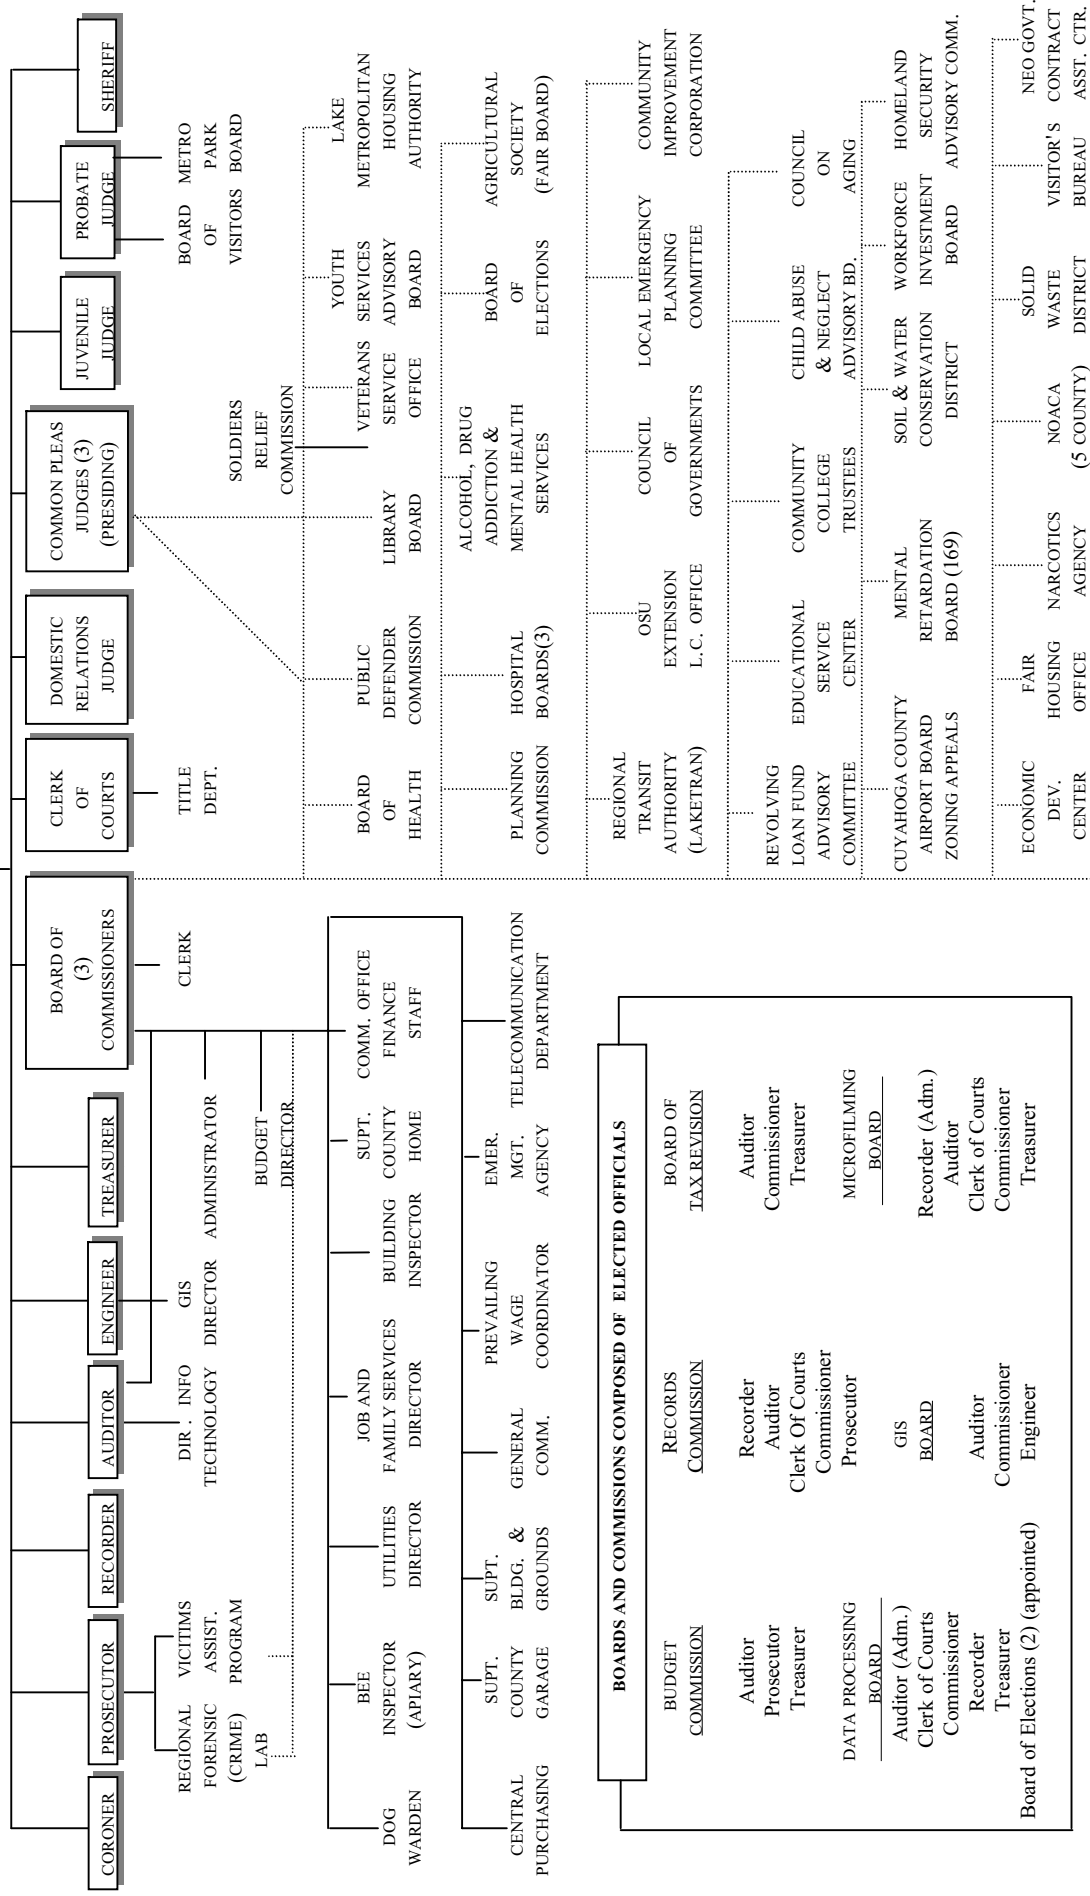 CORONER
PROSECUTOR
RECORDER
AUDITOR
ENGINEER
TREASURER
BOARD OF
(3)
COMMISSIONERS
CLERK
OF
COURTS
DOMESTIC
RELATIONS
JUDGE
COMMON PLEAS
JUDGES (3)
(PRESIDING)
JUVENILE
JUDGE
PROBATE
JUDGE
SHERIFF
REGIONAL
FORENSIC
(CRIME)
LAB
VICITIMS
ASSIST.
PROGRAM
DIR. INFO
TECHNOLOGY
GIS
DIRECTOR
ADMINISTRATOR
BUDGET
DIRECTOR
CLERK
TITLE
DEPT.
BOARD
OF
VISITORS
METRO
PARK
BOARD
SOLDIERS
RELIEF
COMMISSION
DOG
WARDEN
BEE
INSPECTOR
(APIARY)
UTILITIES
DIRECTOR
JOB AND
FAMILY SERVICES
DIRECTOR
BUILDING
INSPECTOR
SUPT.
COUNTY
HOME
COMM. OFFICE
FINANCE
STAFF
CENTRAL
PURCHASING
SUPT.
COUNTY
GARAGE
SUPT.
BLDG. &
GROUNDS
GENERAL
COMM.
PREVAILING
WAGE
COORDINATOR
EMER.
MGT.
AGENCY
TELECOMMUNICATION
DEPARTMENT
BOARD
OF
HEALTH
PUBLIC
DEFENDER
COMMISSION
LIBRARY
BOARD
VETERANS
SERVICE
OFFICE
YOUTH
SERVICES
ADVISORY
BOARD
LAKE
METROPOLITAN
HOUSING
AUTHORITY
PLANNING
COMMISSION
HOSPITAL
BOARDS(3)
ALCOHOL, DRUG
ADDICTION &
MENTAL HEALTH
SERVICES
BOARD
OF
ELECTIONS
AGRICULTURAL
SOCIETY
(FAIR BOARD)
REGIONAL
TRANSIT
AUTHORITY
(LAKETRAN)
OSU
EXTENSION
L.C. OFFICE
COUNCIL
OF
GOVERNMENTS
LOCAL EMERGENCY
PLANNING
COMMITTEE
COMMUNITY
IMPROVEMENT
CORPORATION
REVOLVING
LOAN FUND
ADVISORY
COMMITTEE
EDUCATIONAL
SERVICE
CENTER
COMMUNITY
COLLEGE
TRUSTEES
CHILD ABUSE
& NEGLECT
ADVISORY BD.
COUNCIL
ON
AGING
CUYAHOGA COUNTY
AIRPORT BOARD
ZONING APPEALS
MENTAL
RETARDATION
BOARD (169)
SOIL & WATER
CONSERVATION
DISTRICT
WORKFORCE
INVESTMENT
BOARD
HOMELAND
SECURITY
ADVISORY COMM.
ECONOMIC
DEV.
CENTER
FAIR
HOUSING
OFFICE
NARCOTICS
AGENCY
NOACA
(5 COUNTY)
SOLID
WASTE
DISTRICT
VISITOR'S
BUREAU
NEO GOVT.
CONTRACT
ASST. CTR.
BOARDS AND COMMISSIONS COMPOSED OF ELECTED OFFICIALS
BUDGET
COMMISSION
Auditor
Prosecutor
Treasurer
RECORDS
COMMISSION
Recorder
Auditor
Clerk Of Courts
Commissioner
Prosecutor
BOARD OF
TAX REVISION
Auditor
Commissioner
Treasurer
DATA PROCESSING
BOARD
Auditor (Adm.)
Clerk of Courts
Commissioner
Recorder
Treasurer
Board of Elections (2) (appointed)
GIS
BOARD
Auditor
Commissioner
Engineer
MICROFILMING
BOARD
Recorder (Adm.)
Auditor
Clerk of Courts
Commissioner
Treasurer